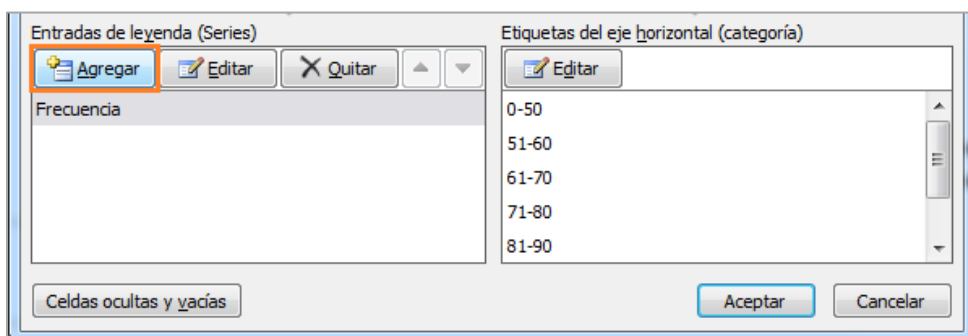 Entradas de leyenda (Series)
Agregar Editar Quitar
Frecuencia
Etiquetas del eje horizontal (categoría)
Editar
0-50
51-60
61-70
71-80
81-90
Celdas ocultas y vacías
Aceptar Cancelar